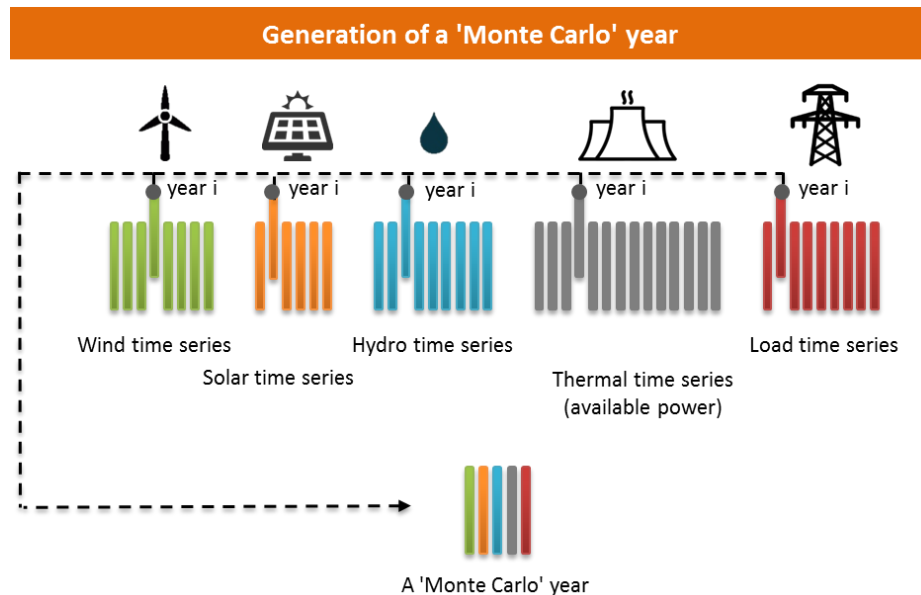 Generation of a 'Monte Carlo' year
year i
year i
year i
year i
year i
Wind time series
Solar time series
Hydro time series
Thermal time series
(available power)
Load time series
A 'Monte Carlo' year